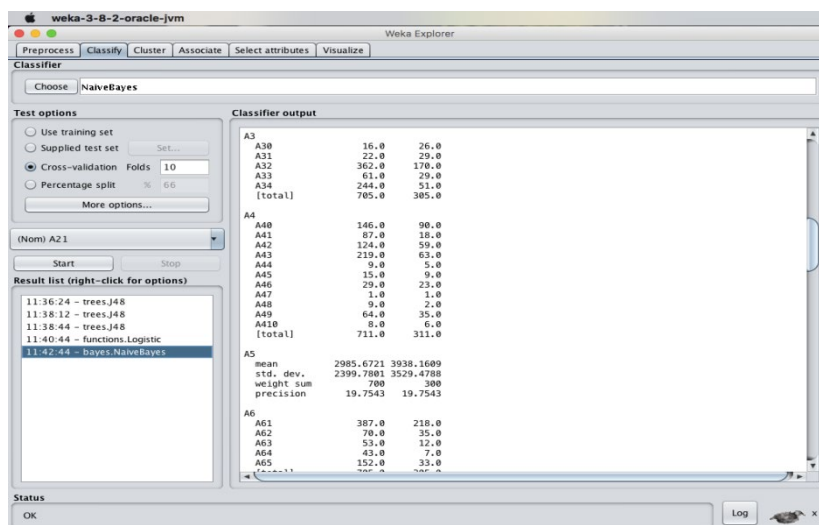 weka-3-8-2-oracle-jvm
Weka Explorer
Preprocess Classify Cluster Associate Select attributes Visualize
Classifier
Choose NaiveBayes
Test options
Use training set
Supplied test set Set...
Cross-validation Folds 10
Percentage split % 66
More options...
(Nom) A21
Start Stop
Result list (right-click for options)
11:36:24 - trees.J48
11:38:12 - trees.J48
11:38:44 - trees.J48
11:40:44 - functions.Logistic
11:42:44 - bayes.NaiveBayes
Classifier output
A3
A30 16.0 26.0
A31 22.0 29.0
A32 362.0 170.0
A33 61.0 29.0
A34 244.0 51.0
[total] 705.0 305.0
A4
A40 146.0 90.0
A41 87.0 18.0
A42 124.0 59.0
A43 219.0 63.0
A44 9.0 5.0
A45 15.0 9.0
A46 29.0 23.0
A47 1.0 1.0
A48 9.0 2.0
A49 64.0 35.0
A410 8.0 6.0
[total] 711.0 311.0
A5
mean 2985.6721 3938.1609
std. dev. 2399.7801 3529.4788
weight sum 700 300
precision 19.7543 19.7543
A6
A61 387.0 218.0
A62 70.0 35.0
A63 53.0 12.0
A64 43.0 7.0
A65 152.0 33.0
Status
OK
Log
x